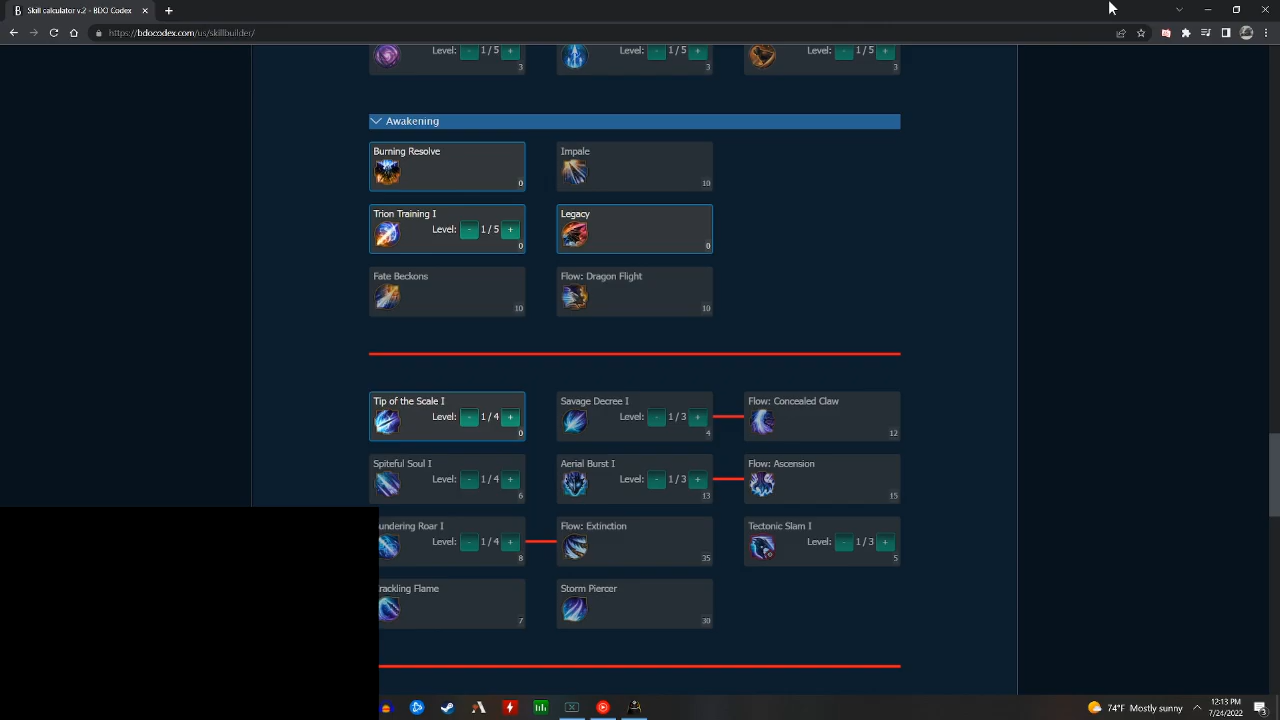 Skill calculator v.2 - BDO Codex
https://bdocodex.com/us/skillbuilder/
Level: - 1 / 5 + Level: - 1 / 5 + Level: - 1 / 5 +
3 3 3
Awakening
Burning Resolve Impale
0 10
Trion Training I Legacy
Level: - 1 / 5 +
0 0
Fate Beckons Flow: Dragon Flight
10 10
Tip of the Scale I Savage Decree I Flow: Concealed Claw
Level: - 1 / 4 + Level: - 1 / 3 +
0 4 12
Spiteful Soul I Aerial Burst I Flow: Ascension
Level: - 1 / 4 + Level: - 1 / 3 +
6 13 15
undering Roar I Flow: Extinction Tectonic Slam I
Level: - 1 / 4 + Level: - 1 / 3 +
8 35 5
rackling Flame Storm Piercer
7 30
74°F Mostly sunny
12:13 PM
7/24/2022